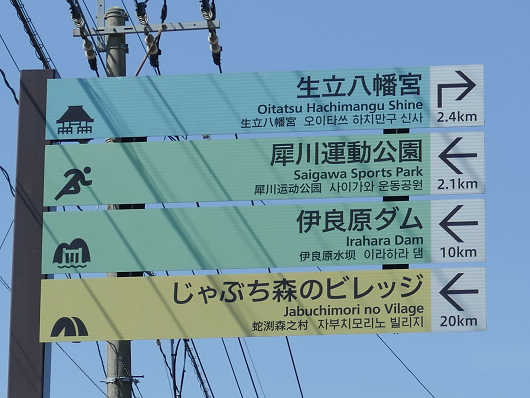 生立八幡宮
Oitatsu Hachimangu Shine
生立八幡宮 오이타쓰 하치만구 신사
2.4km
犀川運動公園
Saigawa Sports Park
犀川运动公园 사이가와 운동공원
2.1km
伊良原ダム
Irahara Dam
伊良原水坝 이라하라 댐
10km
じゃぶち森のビレッジ
Jabuchimori no Vilage
蛇渕森之村 자부치모리노 빌리지
20km